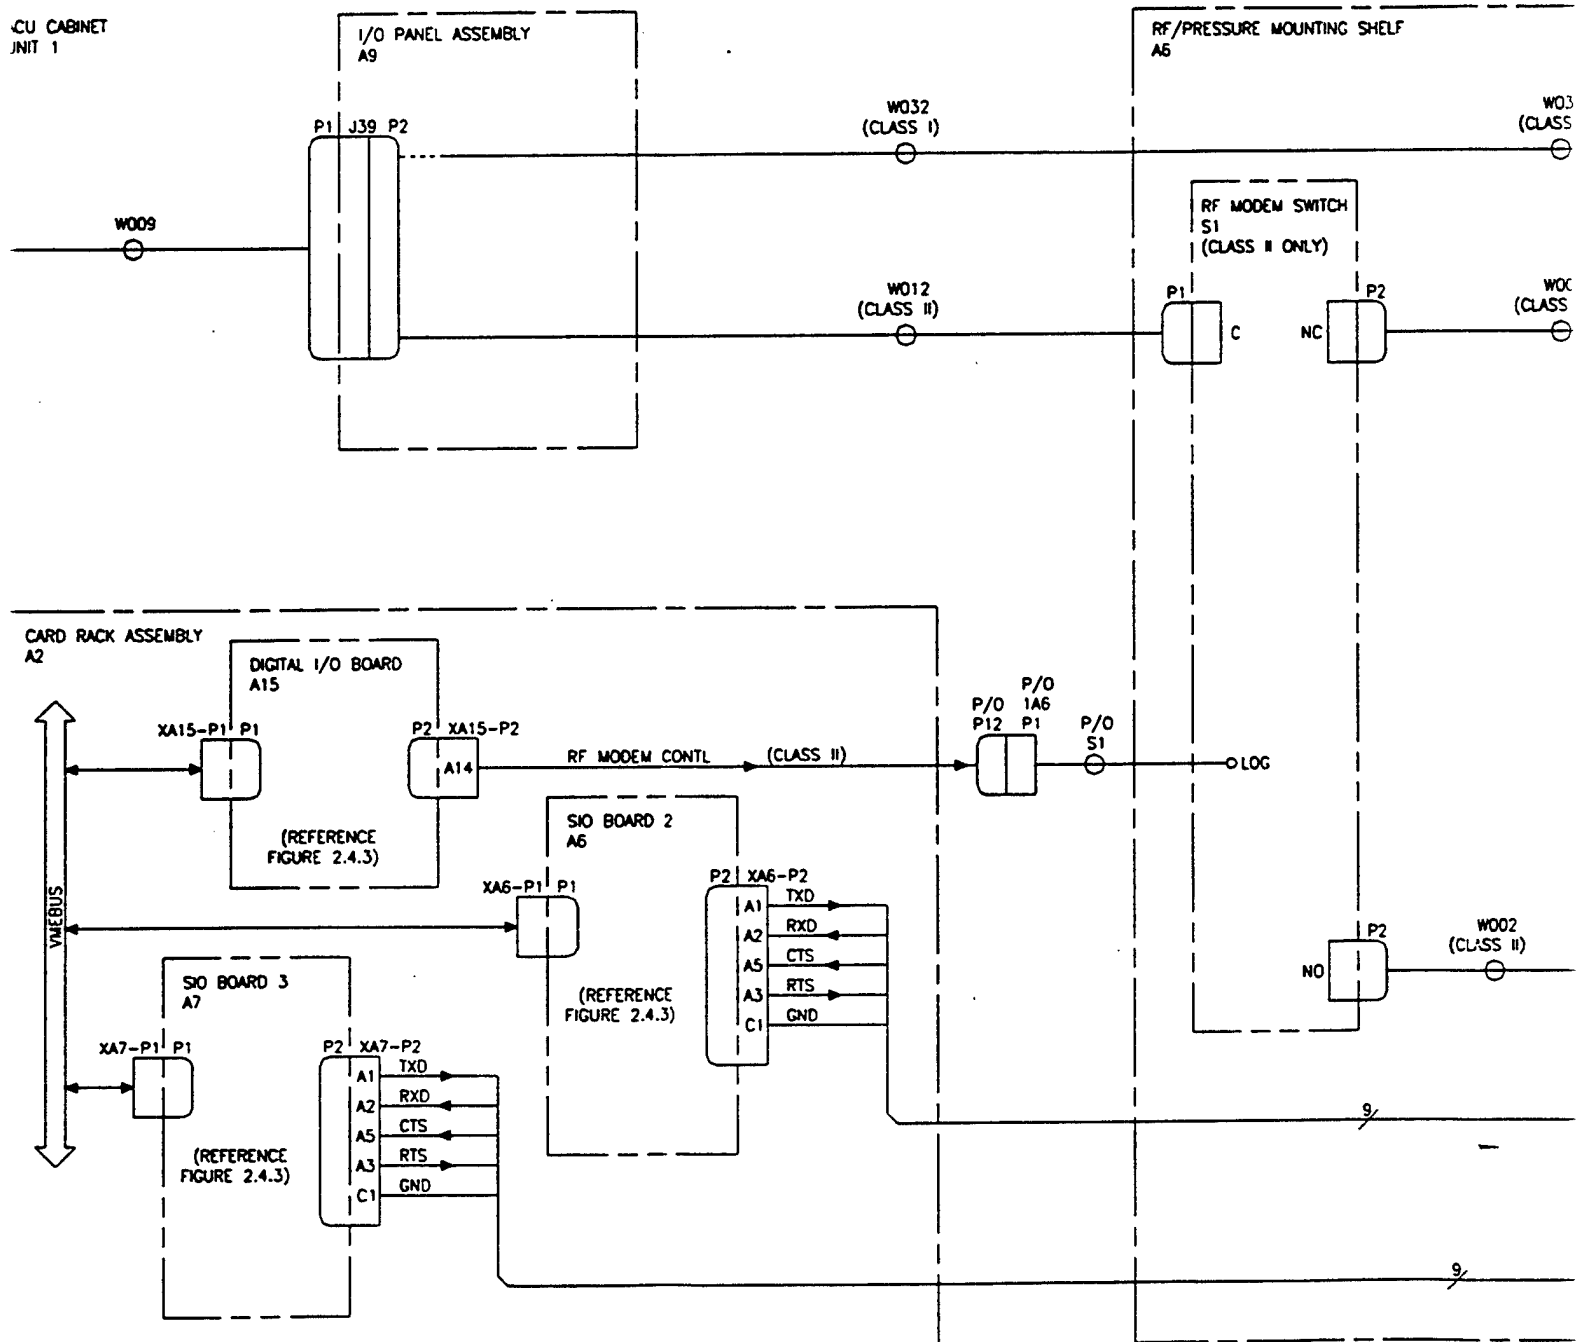 CU CABINET
UNIT 1
I/O PANEL ASSEMBLY
A9
RF/PRESSURE MOUNTING SHELF
A6
P1 J39 P2
W032
(CLASS I)
(CLASS
W009
RF MODEM SWITCH
S1
(CLASS II ONLY)
W012
(CLASS II)
P1
C
NC
P2
(CLASS
CARD RACK ASSEMBLY
A2
DIGITAL I/O BOARD
A15
XA15-P1 P1
P2 XA15-P2
A14
RF MODEM CONTL
(CLASS II)
P/O
P12
P/O
1A6
P1
P/O
S1
LOG
(REFERENCE
FIGURE 2.4.3)
SIO BOARD 2
A6
XA6-P1 P1
P2 XA6-P2
A1 TXD
A2 RXD
A5 CTS
A3 RTS
C1 GND
(REFERENCE
FIGURE 2.4.3)
VMEBUS
NO
P2
W002
(CLASS II)
SIO BOARD 3
A7
XA7-P1 P1
P2 XA7-P2
A1 TXD
A2 RXD
A5 CTS
A3 RTS
C1 GND
(REFERENCE
FIGURE 2.4.3)
9
9